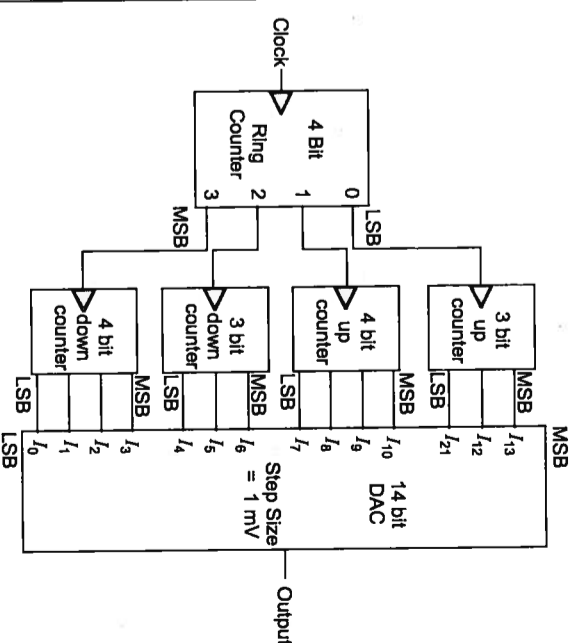 Clock
4 Bit
Ring
Counter
0
1
2
3
LSB
MSB
3 bit
up
counter
MSB
LSB
4 bit
up
counter
MSB
LSB
3 bit
down
counter
MSB
LSB
4 bit
down
counter
MSB
LSB
MSB
I13
I12
I21
I10
I9
I8
I7
I6
I5
I4
I3
I2
I1
I0
LSB
14 bit
DAC
Step Size
= 1 mV
Output